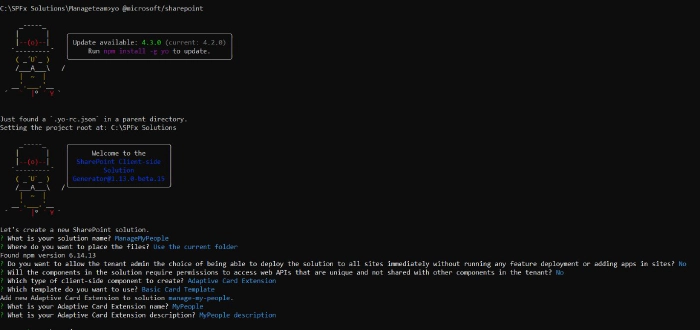 C:\SPFx Solutions\Manageteam>yo @microsoft/sharepoint
Update available: 4.3.0 (current: 4.2.0)
Run npm install -g yo to update.
Just found a `.yo-rc.json` in a parent directory.
Setting the project root at: C:\SPFx Solutions
Welcome to the
SharePoint Client-side
Solution
Generator@1.13.0-beta.15
Let's create a new SharePoint solution.
? What is your solution name? ManageMyPeople
? Where do you want to place the files? Use the current folder
Found npm version 6.14.13
? Do you want to allow the tenant admin the choice of being able to deploy the solution to all sites immediately without running any feature deployment or adding apps in sites? No
? Will the components in the solution require permissions to access web APIs that are unique and not shared with other components in the tenant? No
? Which type of client-side component to create? Adaptive Card Extension
? Which template do you want to use? Basic Card Template
Add new Adaptive Card Extension to solution manage-my-people.
? What is your Adaptive Card Extension name? MyPeople
? What is your Adaptive Card Extension description? MyPeople description